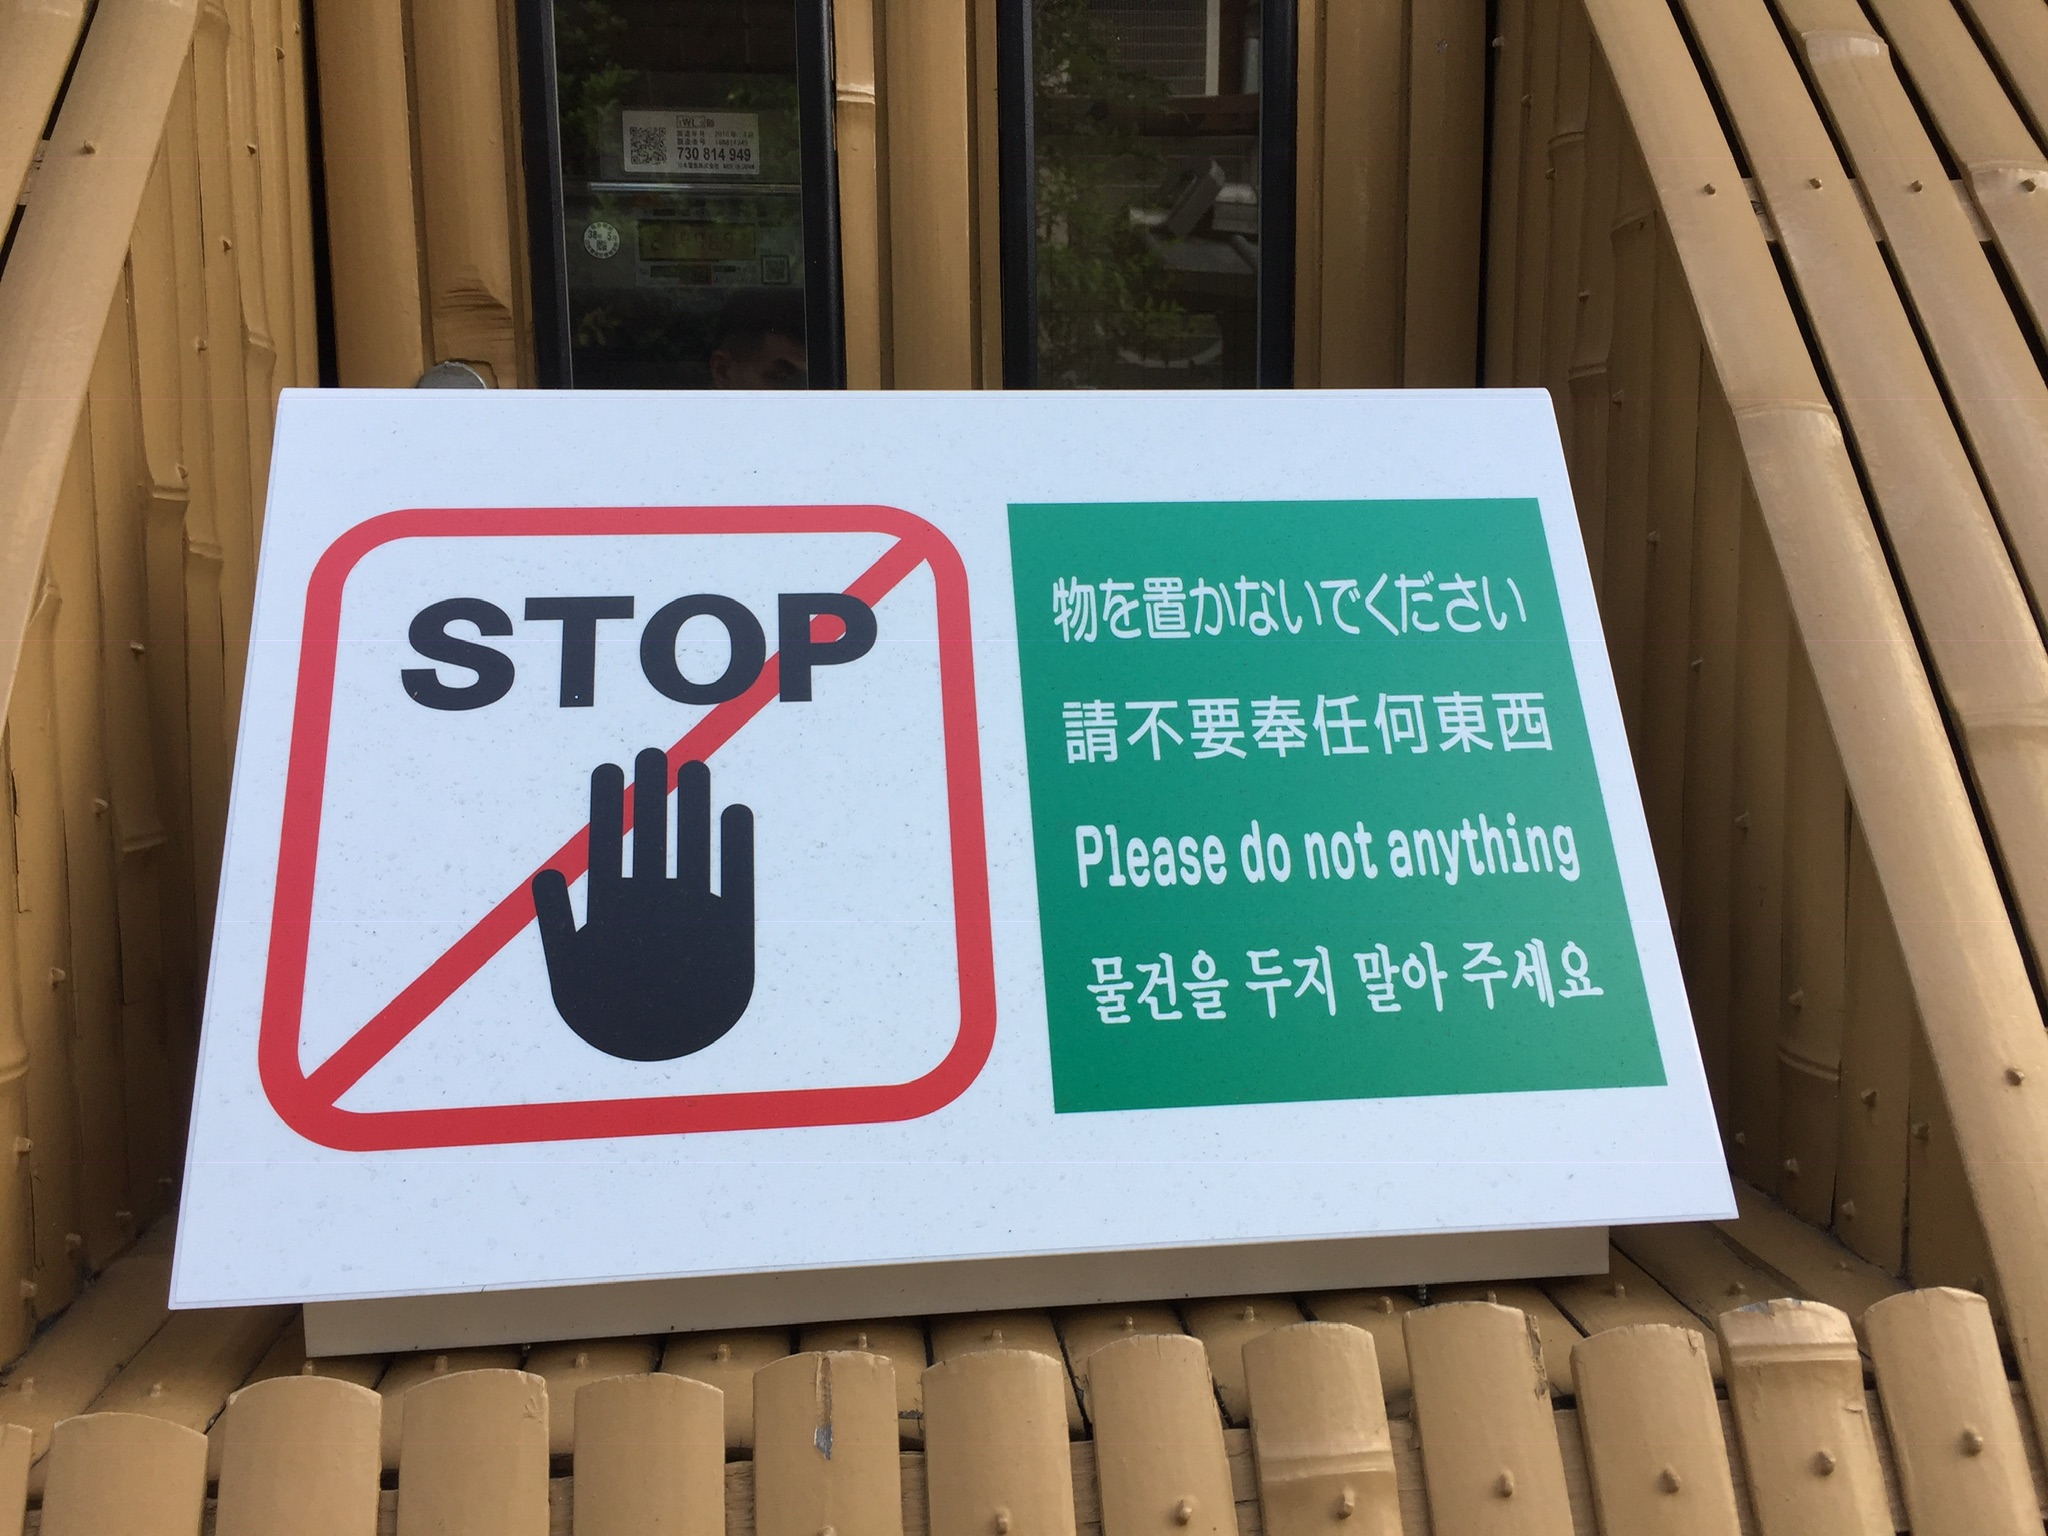 730 814 949
STOP
物を置かないでください
請不要奉任何東西
Please do not anything
물건을 두지 말아 주세요